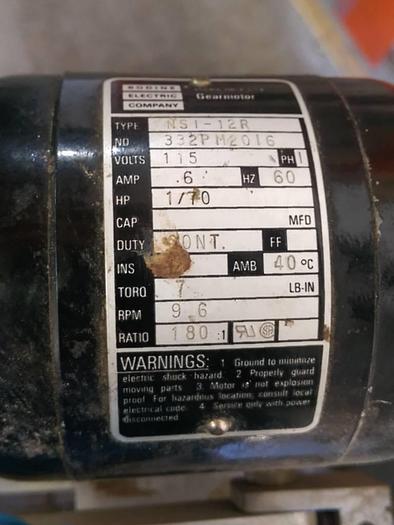 BODINE
ELECTRIC
COMPANY
Gearmotor
TYPE NSI-12R
NO 332PM2016
VOLTS 115 PH 1
AMP .6 HZ 60
HP 1/70
CAP MFD
DUTY CONT. FF
INS AMB 40 °C
TORQ 7 LB-IN
RPM 9.6
RATIO 180 :1
WARNINGS: 1 Ground to minimize
electric shock hazard. 2 Properly guard
moving parts 3. Motor is not explosion
proof. For hazardous location, consult local
electrical code. 4. Service only with power
disconnected.